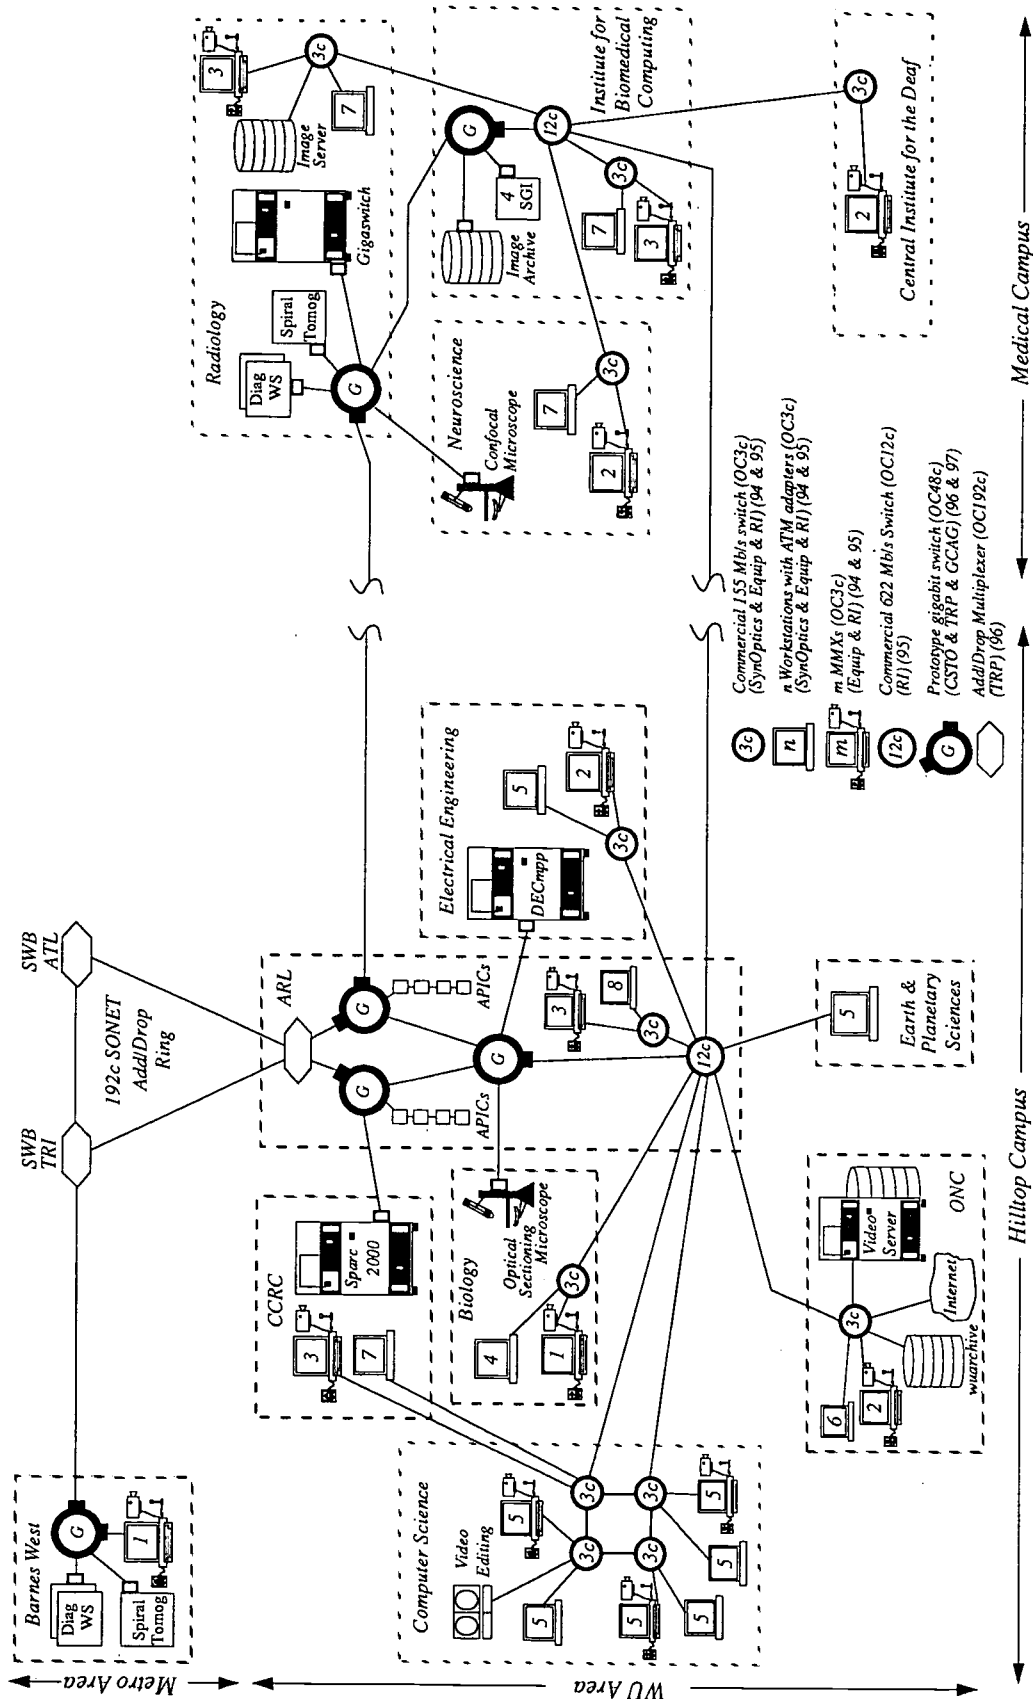 Metro Area
WU Area
Barnes West
Diag
WS
Spiral
Tomog
G
1
SWB
TRI
SWB
ATL
192c SONET
Add/Drop
Ring
CCRC
3
7
Sparc
2000
ARL
G
G
APICs
APICs
G
3
8
3c
12c
Computer Science
Video
Editing
5
5
3c
3c
3c
3c
5
5
5
5
Biology
Optical
Sectioning
Microscope
4
1
3c
Electrical Engineering
DECmpp
5
2
3c
ONC
Video
Server
3c
6
2
Internet
wuarchive
5
Earth &
Planetary
Sciences
Radiology
Diag
WS
Spiral
Tomog
G
Gigaswitch
Image
Server
3
7
3c
Neuroscience
Confocal
Microscope
7
2
3c
G
Image
Archive
4
SGI
12c
Institute for
Biomedical
Computing
7
3
3c
3c
2
Central Institute for the Deaf
3c
Commercial 155 Mb/s switch (OC3c)
(SynOptics & Equip & RI) (94 & 95)
n
n Workstations with ATM adapters (OC3c)
(SynOptics & Equip & RI) (94 & 95)
m
m MMXs (OC3c)
(Equip & RI) (94 & 95)
12c
Commercial 622 Mb/s Switch (OC12c)
(RI) (95)
G
Prototype gigabit switch (OC48c)
(CSTO & TRP & GCAG) (96 & 97)
Add/Drop Multiplexer (OC192c)
(TRP) (96)
Hilltop Campus
Medical Campus